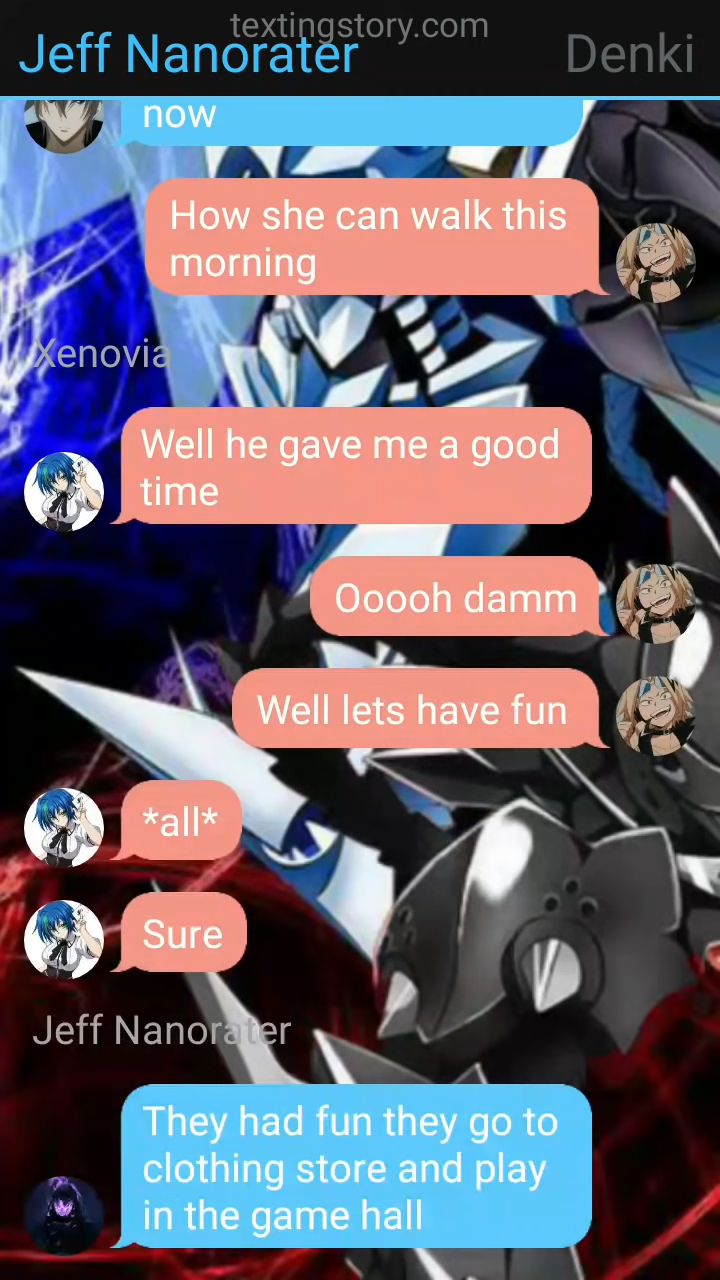 textingstory.com
Jeff Nanorater
Denki
now
How she can walk this
morning
Xenovia
Well he gave me a good
time
Ooooh damm
Well lets have fun
*all*
Sure
Jeff Nanorater
They had fun they go to
clothing store and play
in the game hall